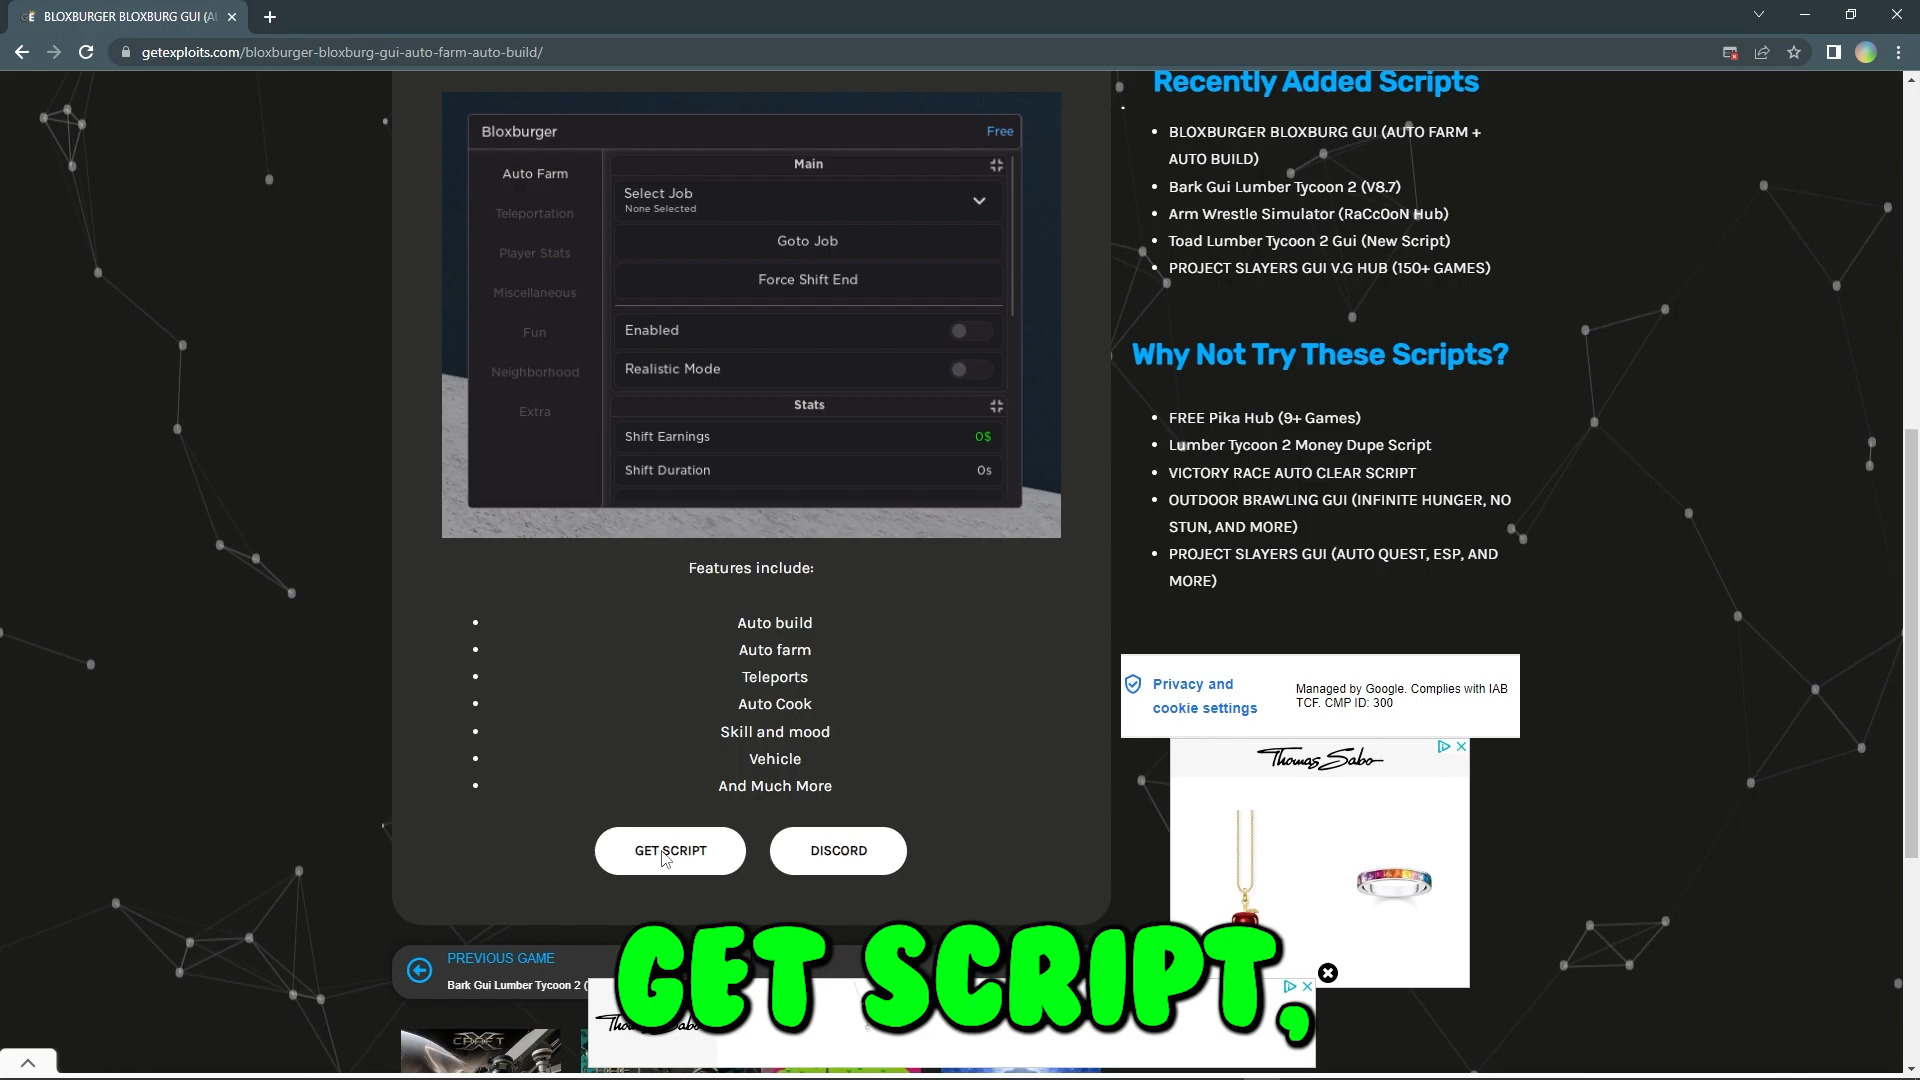 BLOXBURGER BLOXBURG GUI (AU
getexploits.com/bloxburger-bloxburg-gui-auto-farm-auto-build/
Bloxburger
Free
Auto Farm
Teleportation
Player Stats
Miscellaneous
Fun
Neighborhood
Extra
Main
Select Job
None Selected
Goto Job
Force Shift End
Enabled
Realistic Mode
Stats
Shift Earnings
0$
Shift Duration
0s
Features include:
Auto build
Auto farm
Teleports
Auto Cook
Skill and mood
Vehicle
And Much More
GET SCRIPT
DISCORD
PREVIOUS GAME
Bark Gui Lumber Tycoon 2 (
Recently Added Scripts
BLOXBURGER BLOXBURG GUI (AUTO FARM +
AUTO BUILD)
Bark Gui Lumber Tycoon 2 (V8.7)
Arm Wrestle Simulator (RaCc0oN Hub)
Toad Lumber Tycoon 2 Gui (New Script)
PROJECT SLAYERS GUI V.G HUB (150+ GAMES)
Why Not Try These Scripts?
FREE Pika Hub (9+ Games)
Lumber Tycoon 2 Money Dupe Script
VICTORY RACE AUTO CLEAR SCRIPT
OUTDOOR BRAWLING GUI (INFINITE HUNGER, NO
STUN, AND MORE)
PROJECT SLAYERS GUI (AUTO QUEST, ESP, AND
MORE)
Privacy and
cookie settings
Managed by Google. Complies with IAB
TCF. CMP ID: 300
Thomas Sabo
GET SCRIPT,